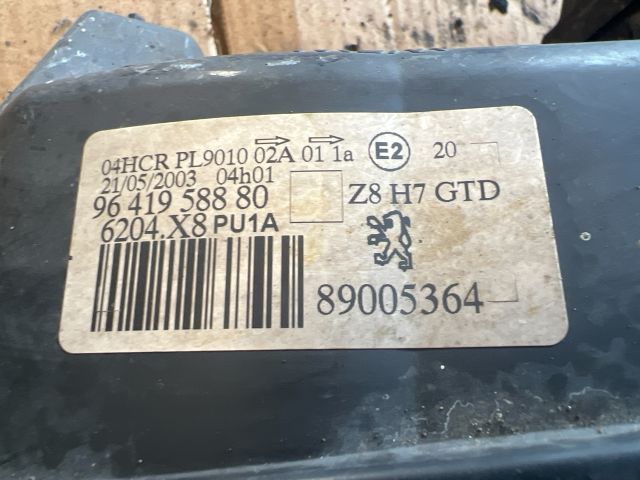 04HCR PL9010 02A 01 1a E2 20
21/05/2003 04h01
96 419 588 80 Z8 H7 GTD
6204.X8 PU1A
89005364